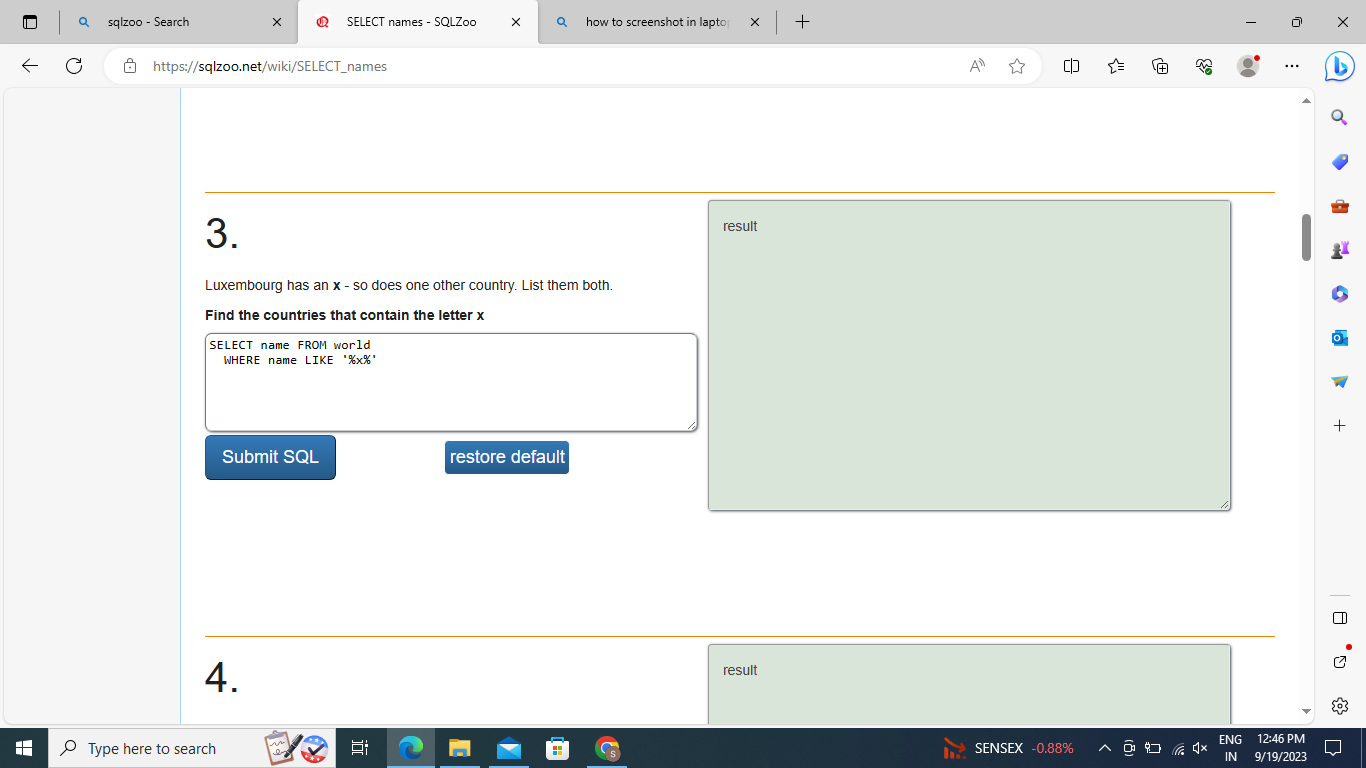 sqlzoo - Search
SELECT names - SQLZoo
how to screenshot in lapto
https://sqlzoo.net/wiki/SELECT_names
3.
Luxembourg has an x - so does one other country. List them both.
Find the countries that contain the letter x
SELECT name FROM world
WHERE name LIKE '%x%'
Submit SQL
restore default
result
4.
result
Type here to search
SENSEX -0.88%
ENG
IN
12:46 PM
9/19/2023